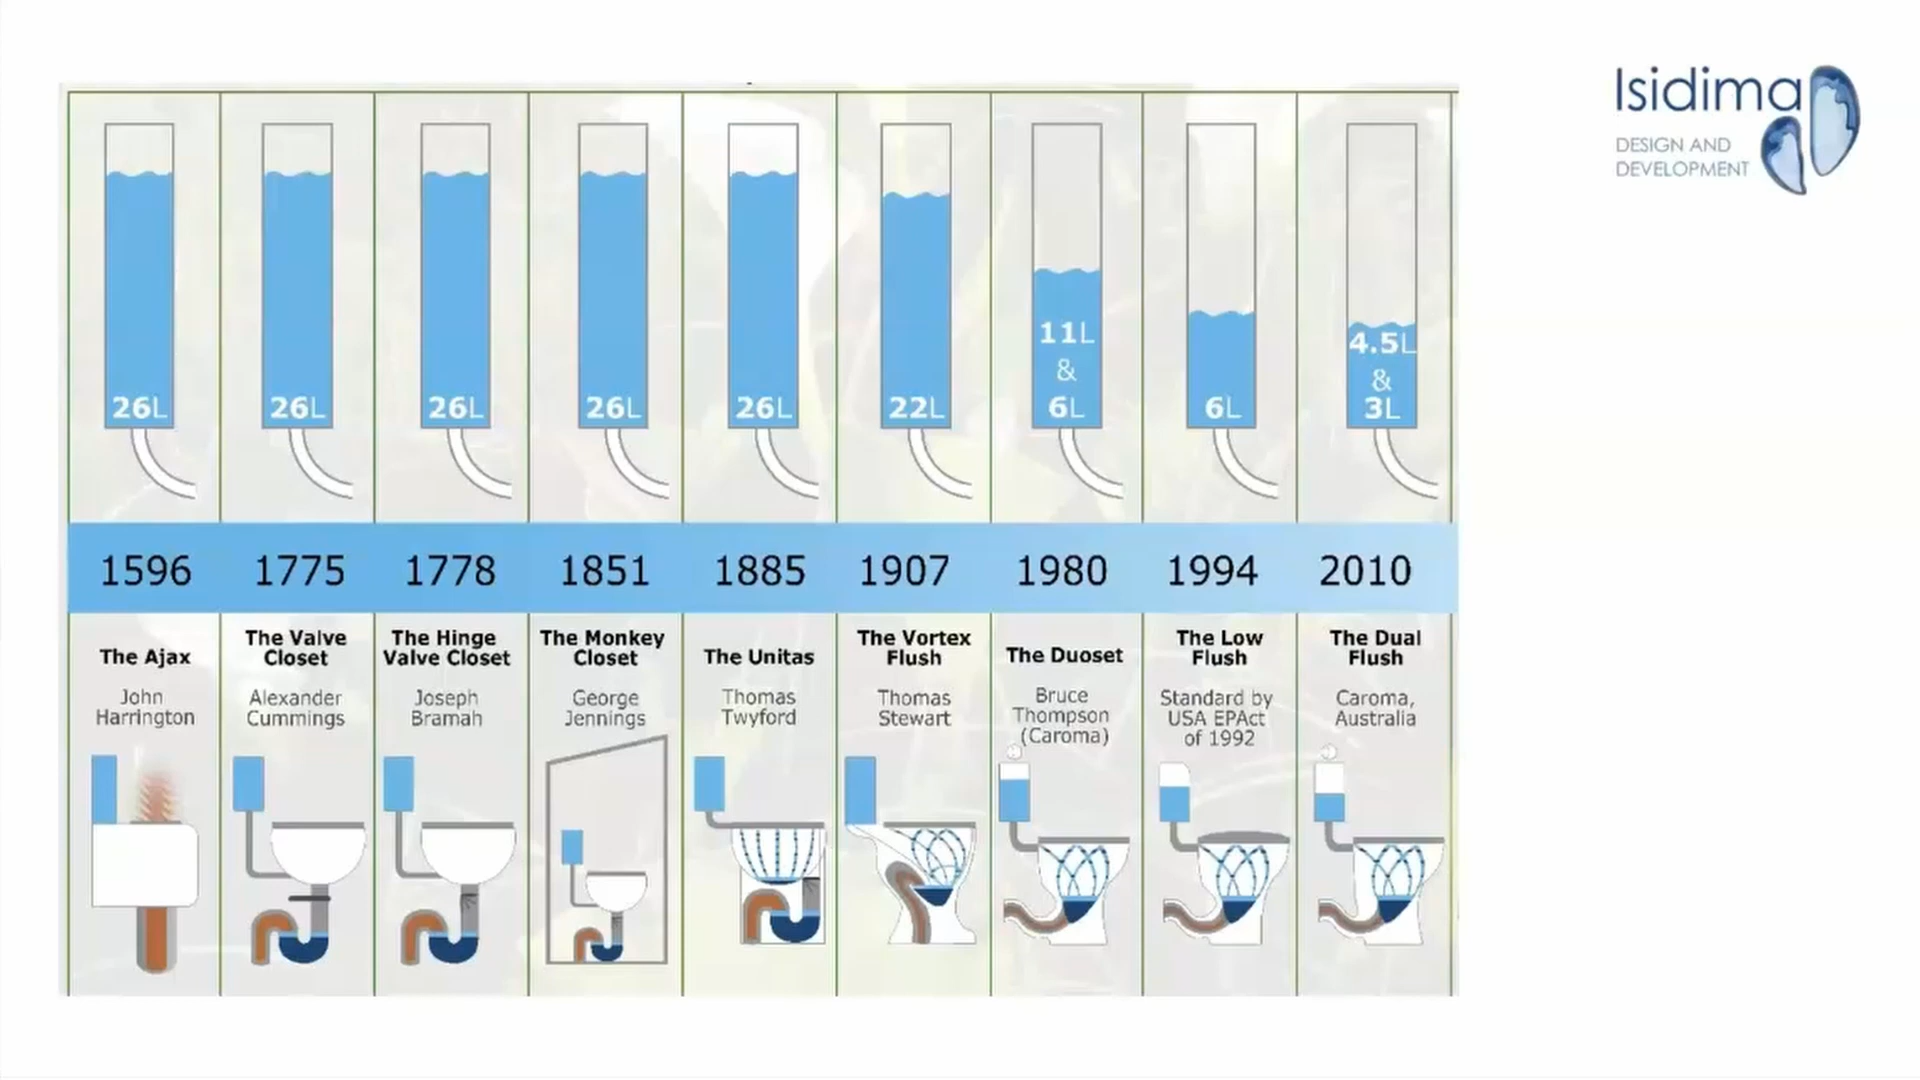 Isidima
DESIGN AND
DEVELOPMENT
26L
26L
26L
26L
26L
22L
11L
&
6L
6L
4.5L
&
3L
1596
1775
1778
1851
1885
1907
1980
1994
2010
The Ajax
John
Harrington
The Valve
Closet
Alexander
Cummings
The Hinge
Valve Closet
Joseph
Bramah
The Monkey
Closet
George
Jennings
The Unitas
Thomas
Twyford
The Vortex
Flush
Thomas
Stewart
The Duoset
Bruce
Thompson
(Caroma)
The Low
Flush
Standard by
USA EPAct
of 1992
The Dual
Flush
Caroma,
Australia